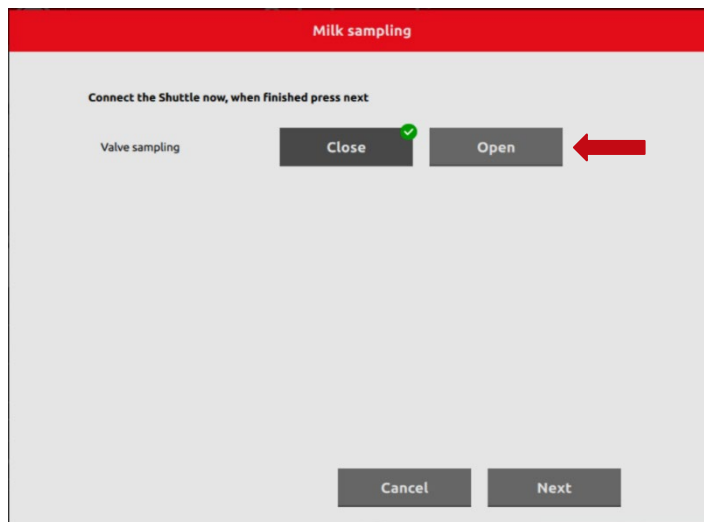 Milk sampling
Connect the Shuttle now, when finished press next
Valve sampling
Close
Open
Cancel
Next